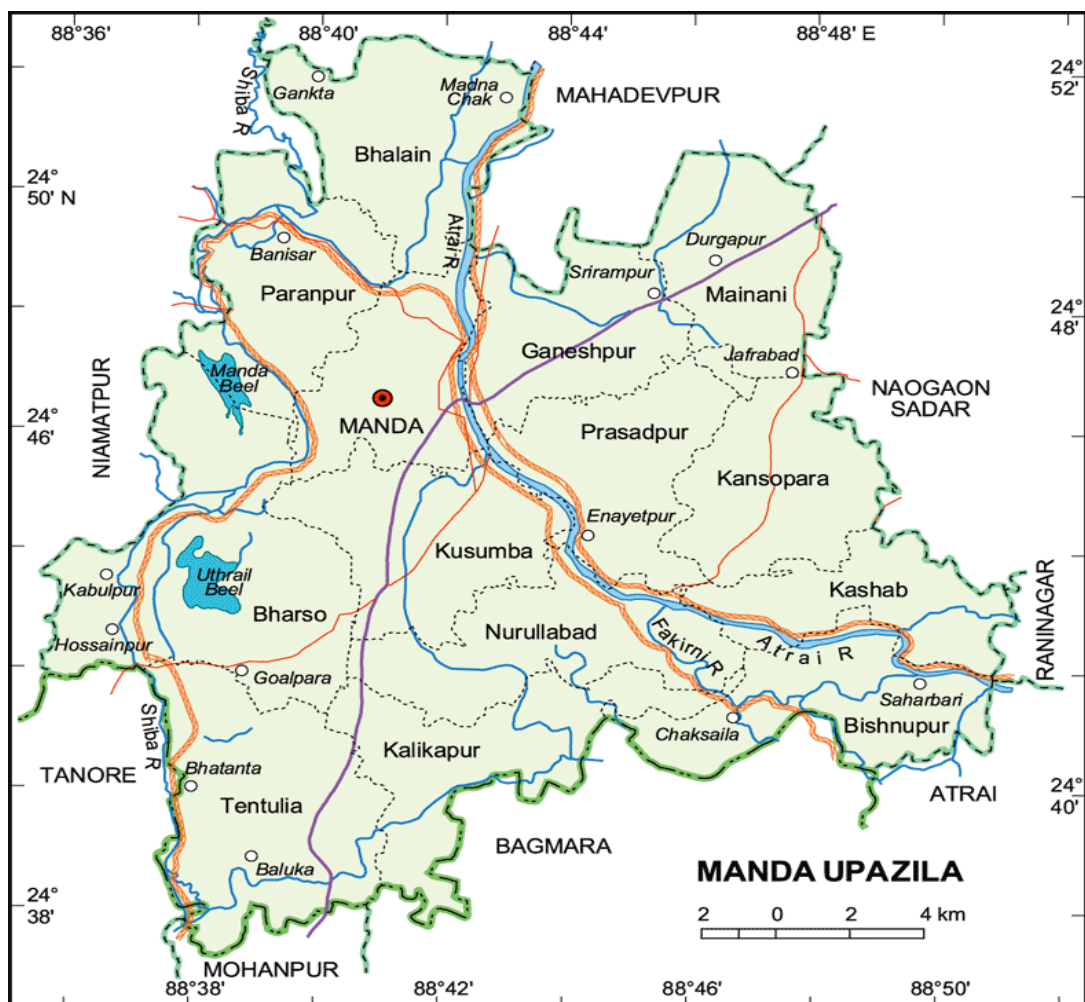 88°36'
88°40'
88°44'
88°48' E
24°
52'
Shiba R
Gankta
Madna
Chak
MAHADEVPUR
Bhalain
24°
50' N
Atrai R
Banisar
Durgapur
Srirampur
Paranpur
Mainani
24°
48'
Ganeshpur
Jafrabad
Manda
Beel
NAOGAON
SADAR
NIAMATPUR
24°
46'
MANDA
Prasadpur
Kansopara
Enayetpur
Kusumba
Kabulpur
Uthrail
Beel
Kashab
Bharso
RANINAGAR
Hossainpur
Nurullabad
Fakirni R
Atrai R
Goalpara
Saharbari
Shiba R
Chaksaila
Bishnupur
Kalikapur
TANORE
Bhatanta
ATRAI
24°
40'
Tentulia
BAGMARA
Baluka
MANDA UPAZILA
24°
38'
2 0 2 4 km
MOHANPUR
88°38'
88°42'
88°46'
88°50'